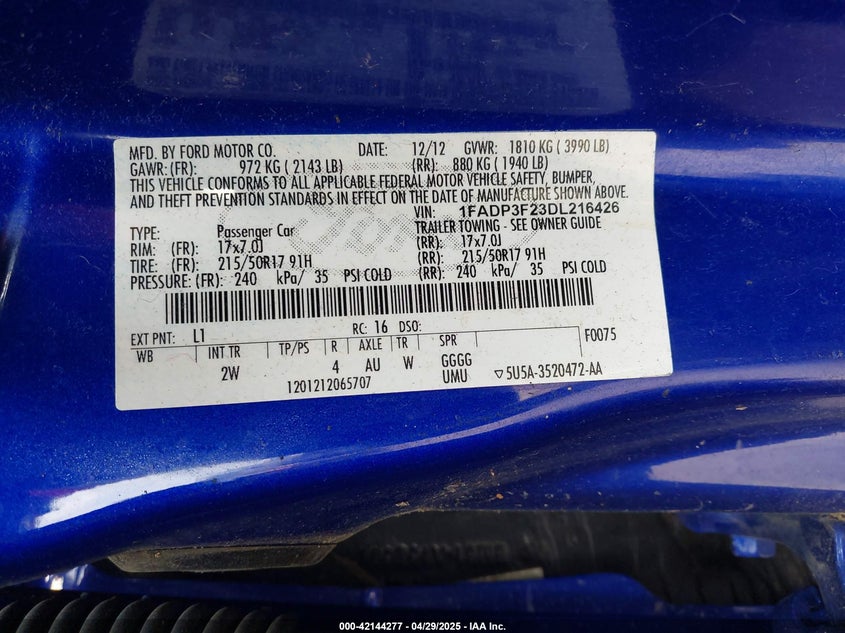 MFD. BY FORD MOTOR CO. DATE: 12/12 GVWR: 1810 KG ( 3990 LB)
GAWR: (FR): 972 KG ( 2143 LB) (RR): 880 KG ( 1940 LB)
THIS VEHICLE CONFORMS TO ALL APPLICABLE FEDERAL MOTOR VEHICLE SAFETY, BUMPER,
AND THEFT PREVENTION STANDARDS IN EFFECT ON THE DATE OF MANUFACTURE SHOWN ABOVE.
VIN: 1FADP3F23DL216426
TYPE: Passenger Car TRAILER TOWING - SEE OWNER GUIDE
RIM: (FR): 17x7.0J (RR): 17x7.0J
TIRE: (FR): 215/50R17 91H (RR): 215/50R17 91H
PRESSURE: (FR): 240 kPa/ 35 PSI COLD (RR): 240 kPa/ 35 PSI COLD
EXT PNT: L1 RC: 16 DSO: F0075
WB INT TR TP/PS R AXLE TR SPR
2W 4 AU W GGGG
1201212065707 UMU ▽5U5A-3520472-AA
000-42144277 - 04/29/2025 - IAA Inc.